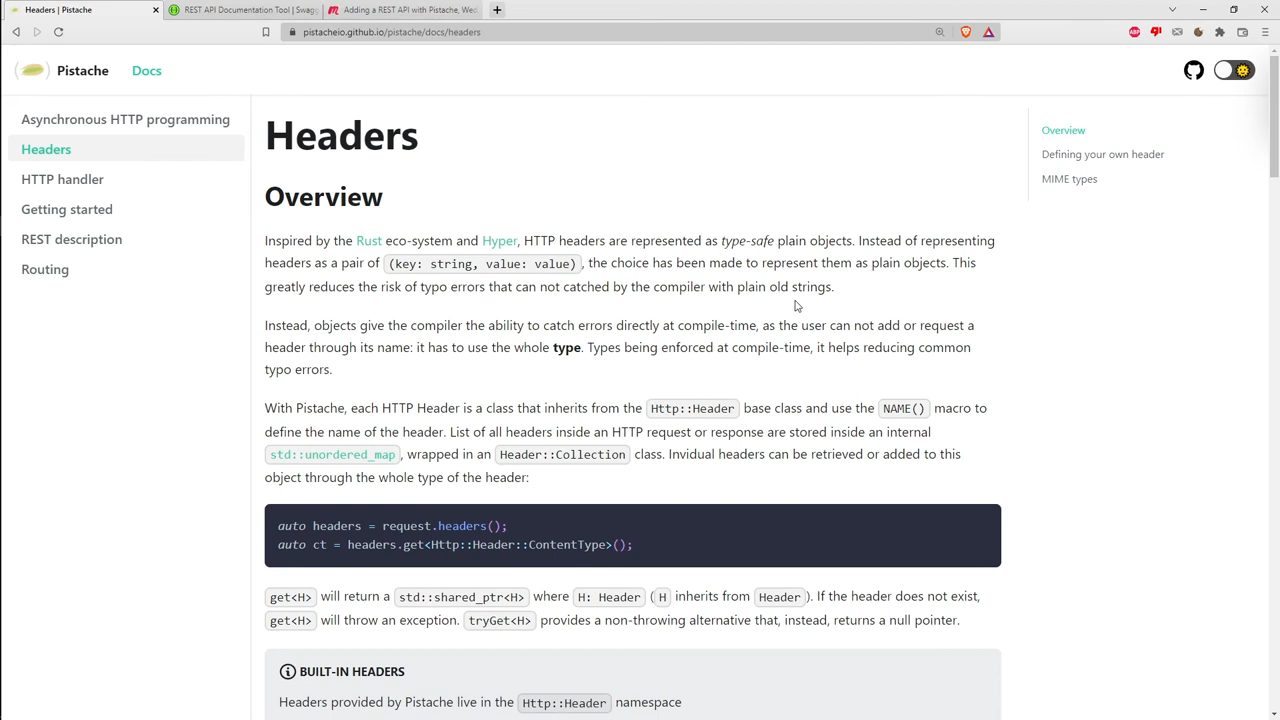 Headers | Pistache
REST API Documentation Tool | Swagg
Adding a REST API with Pistache, Wed
pistacheio.github.io/pistache/docs/headers
Pistache
Docs
Asynchronous HTTP programming
Headers
HTTP handler
Getting started
REST description
Routing
Headers
Overview
Inspired by the Rust eco-system and Hyper, HTTP headers are represented as type-safe plain objects. Instead of representing
headers as a pair of (key: string, value: value), the choice has been made to represent them as plain objects. This
greatly reduces the risk of typo errors that can not catched by the compiler with plain old strings.
Instead, objects give the compiler the ability to catch errors directly at compile-time, as the user can not add or request a
header through its name: it has to use the whole type. Types being enforced at compile-time, it helps reducing common
typo errors.
With Pistache, each HTTP Header is a class that inherits from the Http::Header base class and use the NAME() macro to
define the name of the header. List of all headers inside an HTTP request or response are stored inside an internal
std::unordered_map, wrapped in an Header::Collection class. Invidual headers can be retrieved or added to this
object through the whole type of the header:
auto headers = request.headers();
auto ct = headers.get<Http::Header::ContentType>();
get<H> will return a std::shared_ptr<H> where H: Header (H inherits from Header). If the header does not exist,
get<H> will throw an exception. tryGet<H> provides a non-throwing alternative that, instead, returns a null pointer.
BUILT-IN HEADERS
Headers provided by Pistache live in the Http::Header namespace
Overview
Defining your own header
MIME types